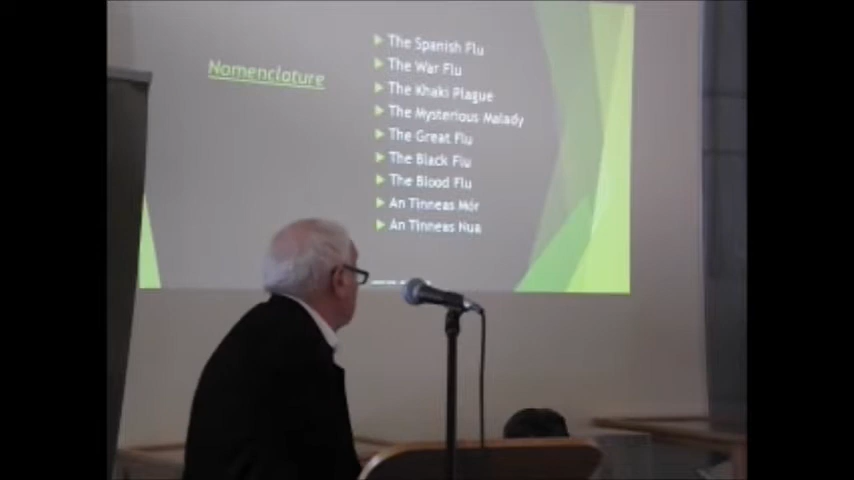 Nomenclature
The Spanish Flu
The War Flu
The Khaki Plague
The Mysterious Malady
The Great Flu
The Black Flu
The Blood Flu
An Tinneas Mór
An Tinneas Nua